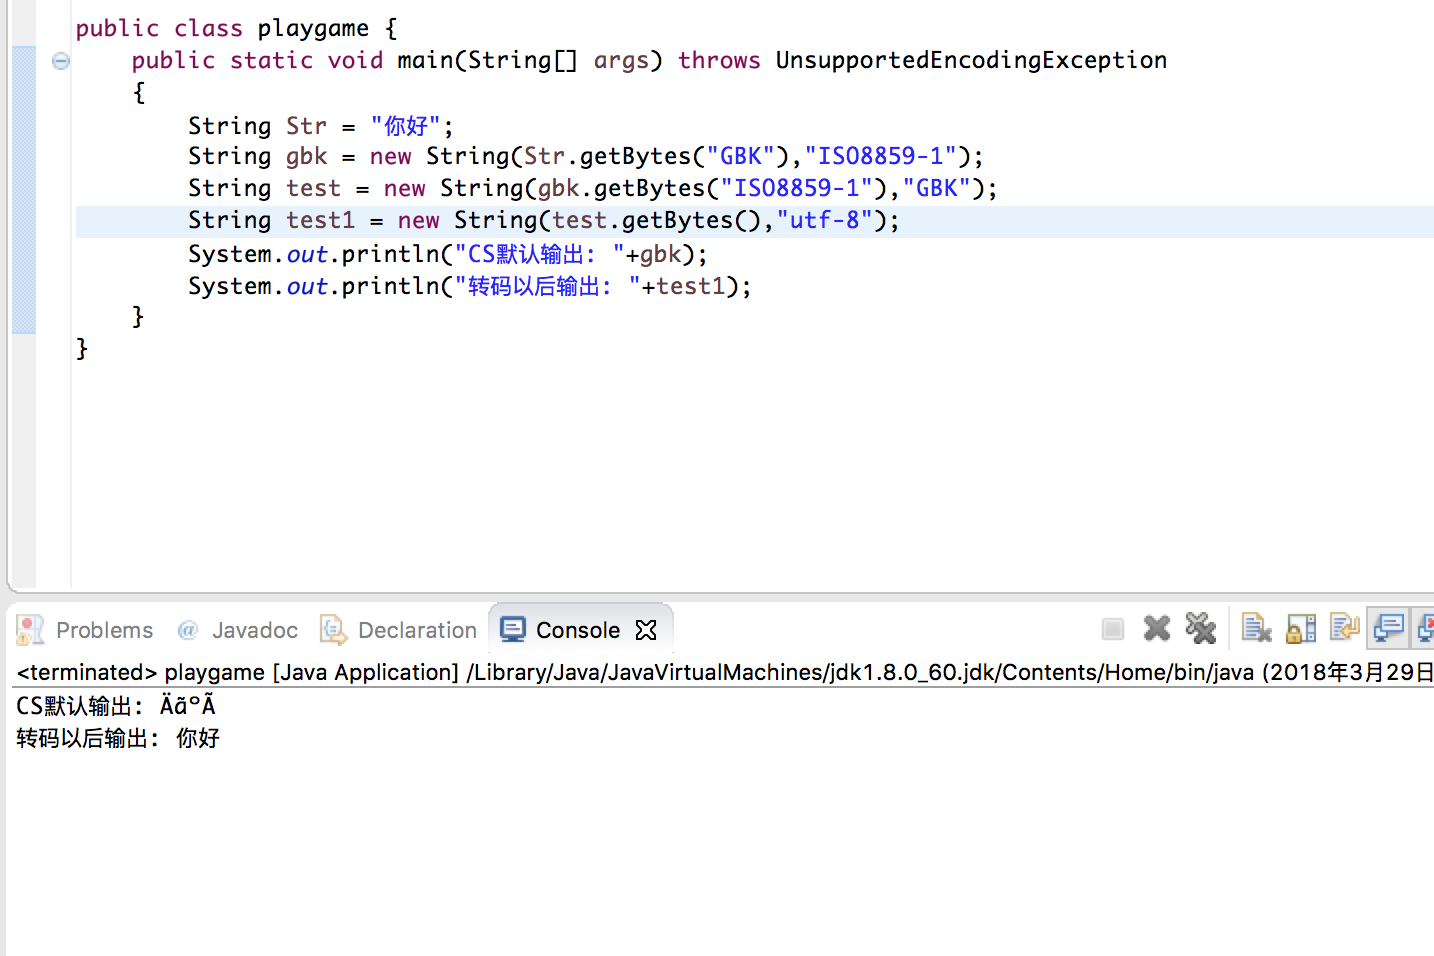 public class playgame {
public static void main(String[] args) throws UnsupportedEncodingException
{
String Str = "你好";
String gbk = new String(Str.getBytes("GBK"),"ISO8859-1");
String test = new String(gbk.getBytes("ISO8859-1"),"GBK");
String test1 = new String(test.getBytes(),"utf-8");
System.out.println("CS默认输出: "+gbk);
System.out.println("转码以后输出: "+test1);
}
}
Problems @ Javadoc Declaration Console
<terminated> playgame [Java Application] /Library/Java/JavaVirtualMachines/jdk1.8.0_60.jdk/Contents/Home/bin/java (2018年3月29日
CS默认输出: Äãºã
转码以后输出: 你好